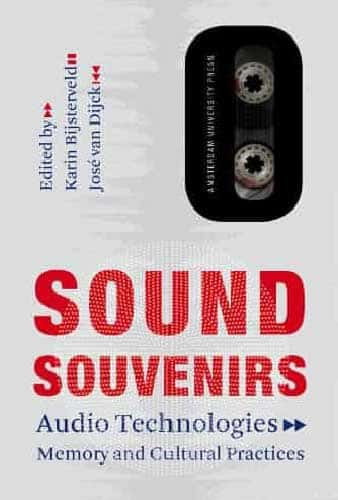 Edited by
Karin Bijsterveld
José van Dijck
AMSTERDAM UNIVERSITY PRESS
SOUND
SOUVENIRS
Audio Technologies
Memory and Cultural Practices